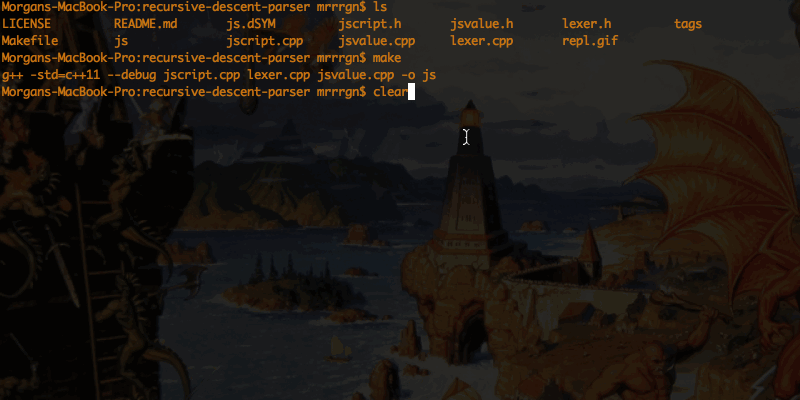 Morgans-MacBook-Pro:recursive-descent-parser mrrrgn$ ls
LICENSE README.md js.dSYM jscript.h jsvalue.h lexer.h tags
Makefile js jscript.cpp jsvalue.cpp lexer.cpp repl.gif
Morgans-MacBook-Pro:recursive-descent-parser mrrrgn$ make
g++ -std=c++11 --debug jscript.cpp lexer.cpp jsvalue.cpp -o js
Morgans-MacBook-Pro:recursive-descent-parser mrrrgn$ clear